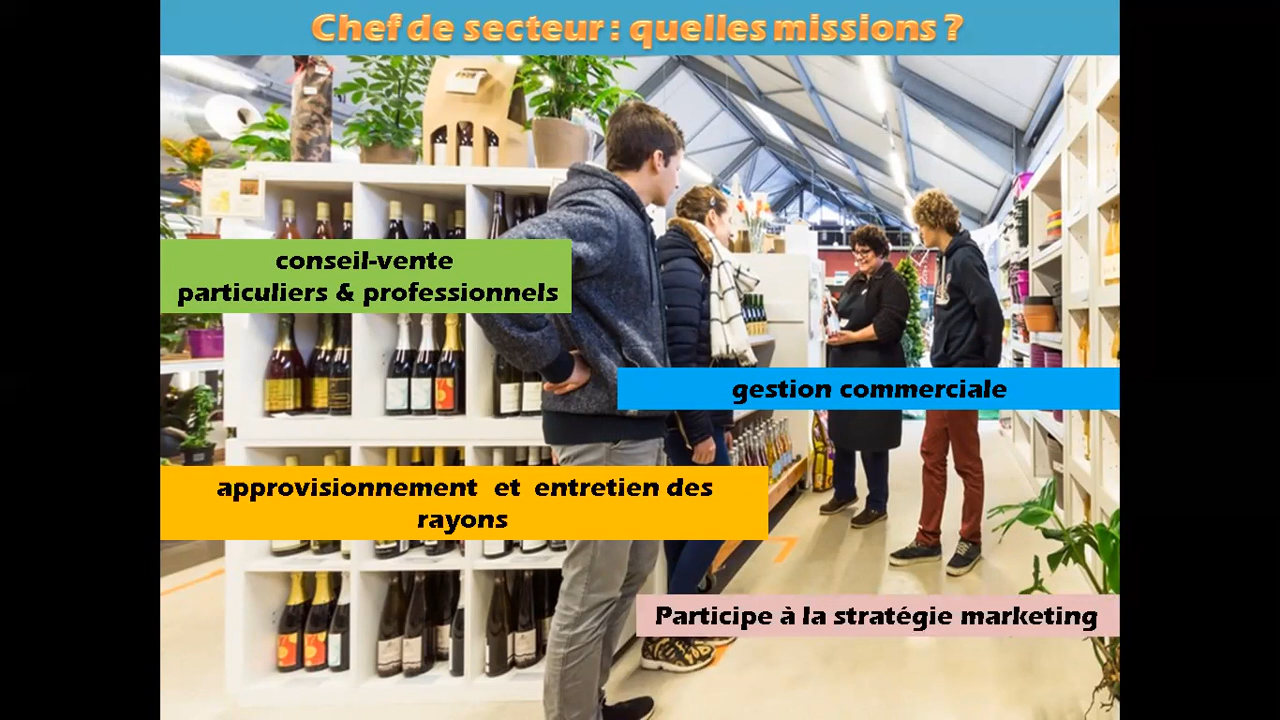 Chef de secteur : quelles missions ?
conseil-vente
particuliers & professionnels
gestion commerciale
approvisionnement et entretien des
rayons
Participe à la stratégie marketing